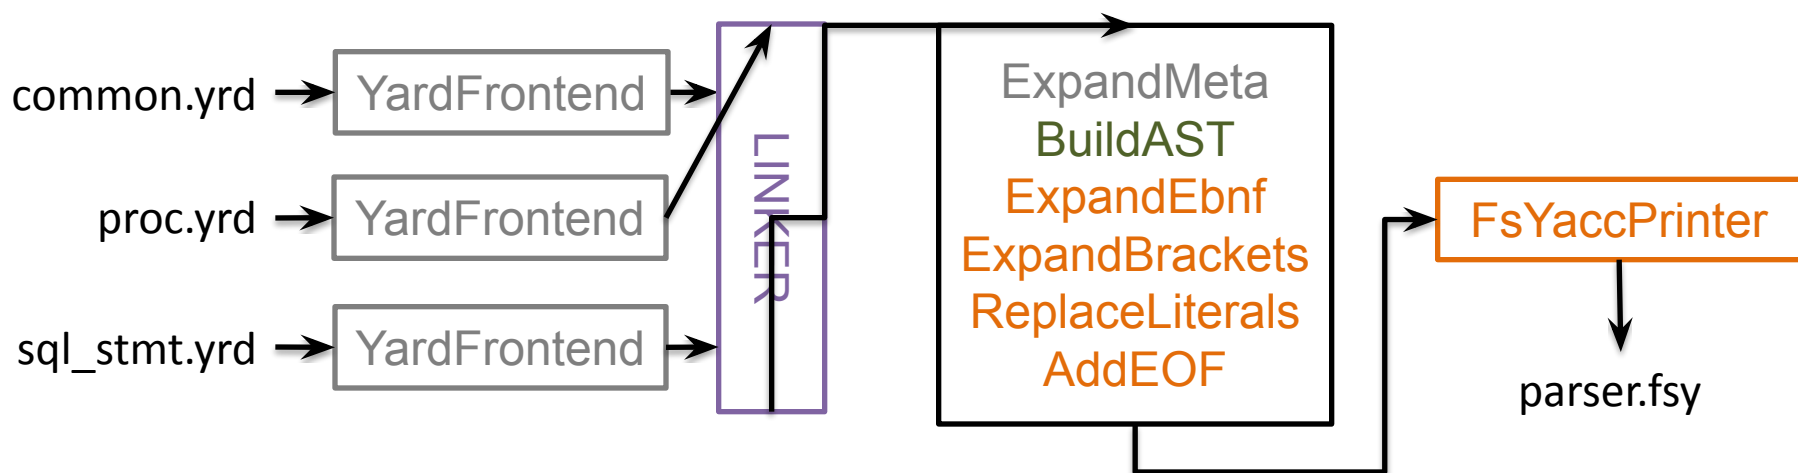 common.yrd
YardFrontend
proc.yrd
YardFrontend
sql_stmt.yrd
YardFrontend
LINKER
ExpandMeta
BuildAST
ExpandEbnf
ExpandBrackets
ReplaceLiterals
AddEOF
FsYaccPrinter
parser.fsy